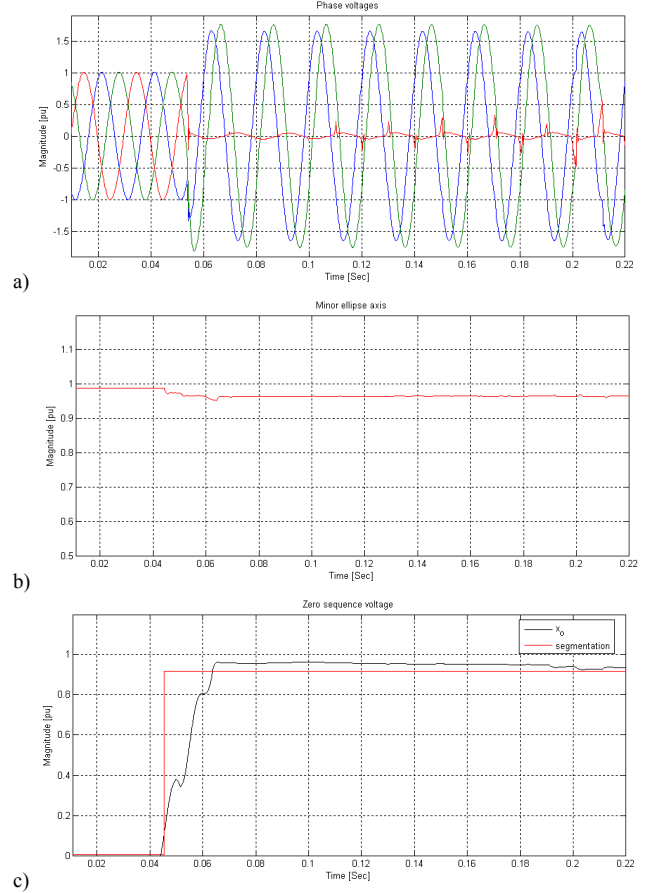 Phase voltages
1.5
1
0.5
0
-0.5
-1
-1.5
Magnitude [pu]
0.02 0.04 0.06 0.08 0.1 0.12 0.14 0.16 0.18 0.2 0.22
Time [Sec]
a)
Minor ellipse axis
1.1
1
0.9
0.8
0.7
0.6
0.5
Magnitude [pu]
0.02 0.04 0.06 0.08 0.1 0.12 0.14 0.16 0.18 0.2 0.22
Time [Sec]
b)
Zero sequence voltage
x₀
segmentation
1
0.8
0.6
0.4
0.2
0
Magnitude [pu]
0.02 0.04 0.06 0.08 0.1 0.12 0.14 0.16 0.18 0.2 0.22
Time [Sec]
c)